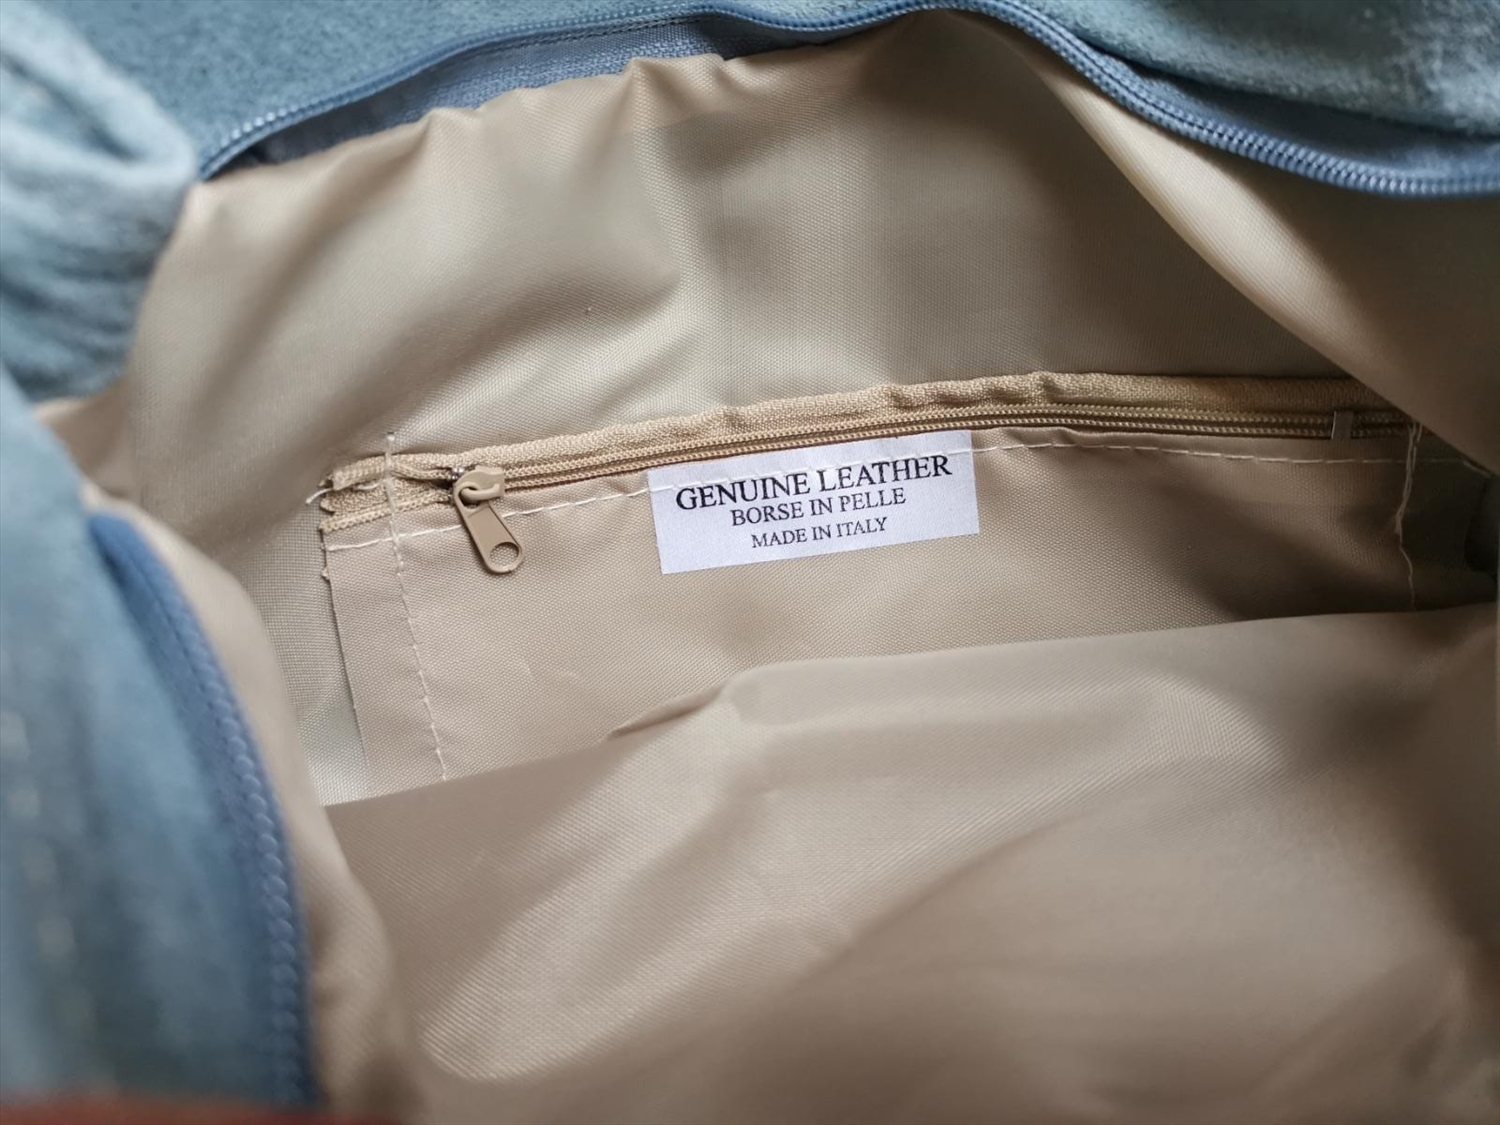 GENUINE LEATHER
BORSE IN PELLE
MADE IN ITALY